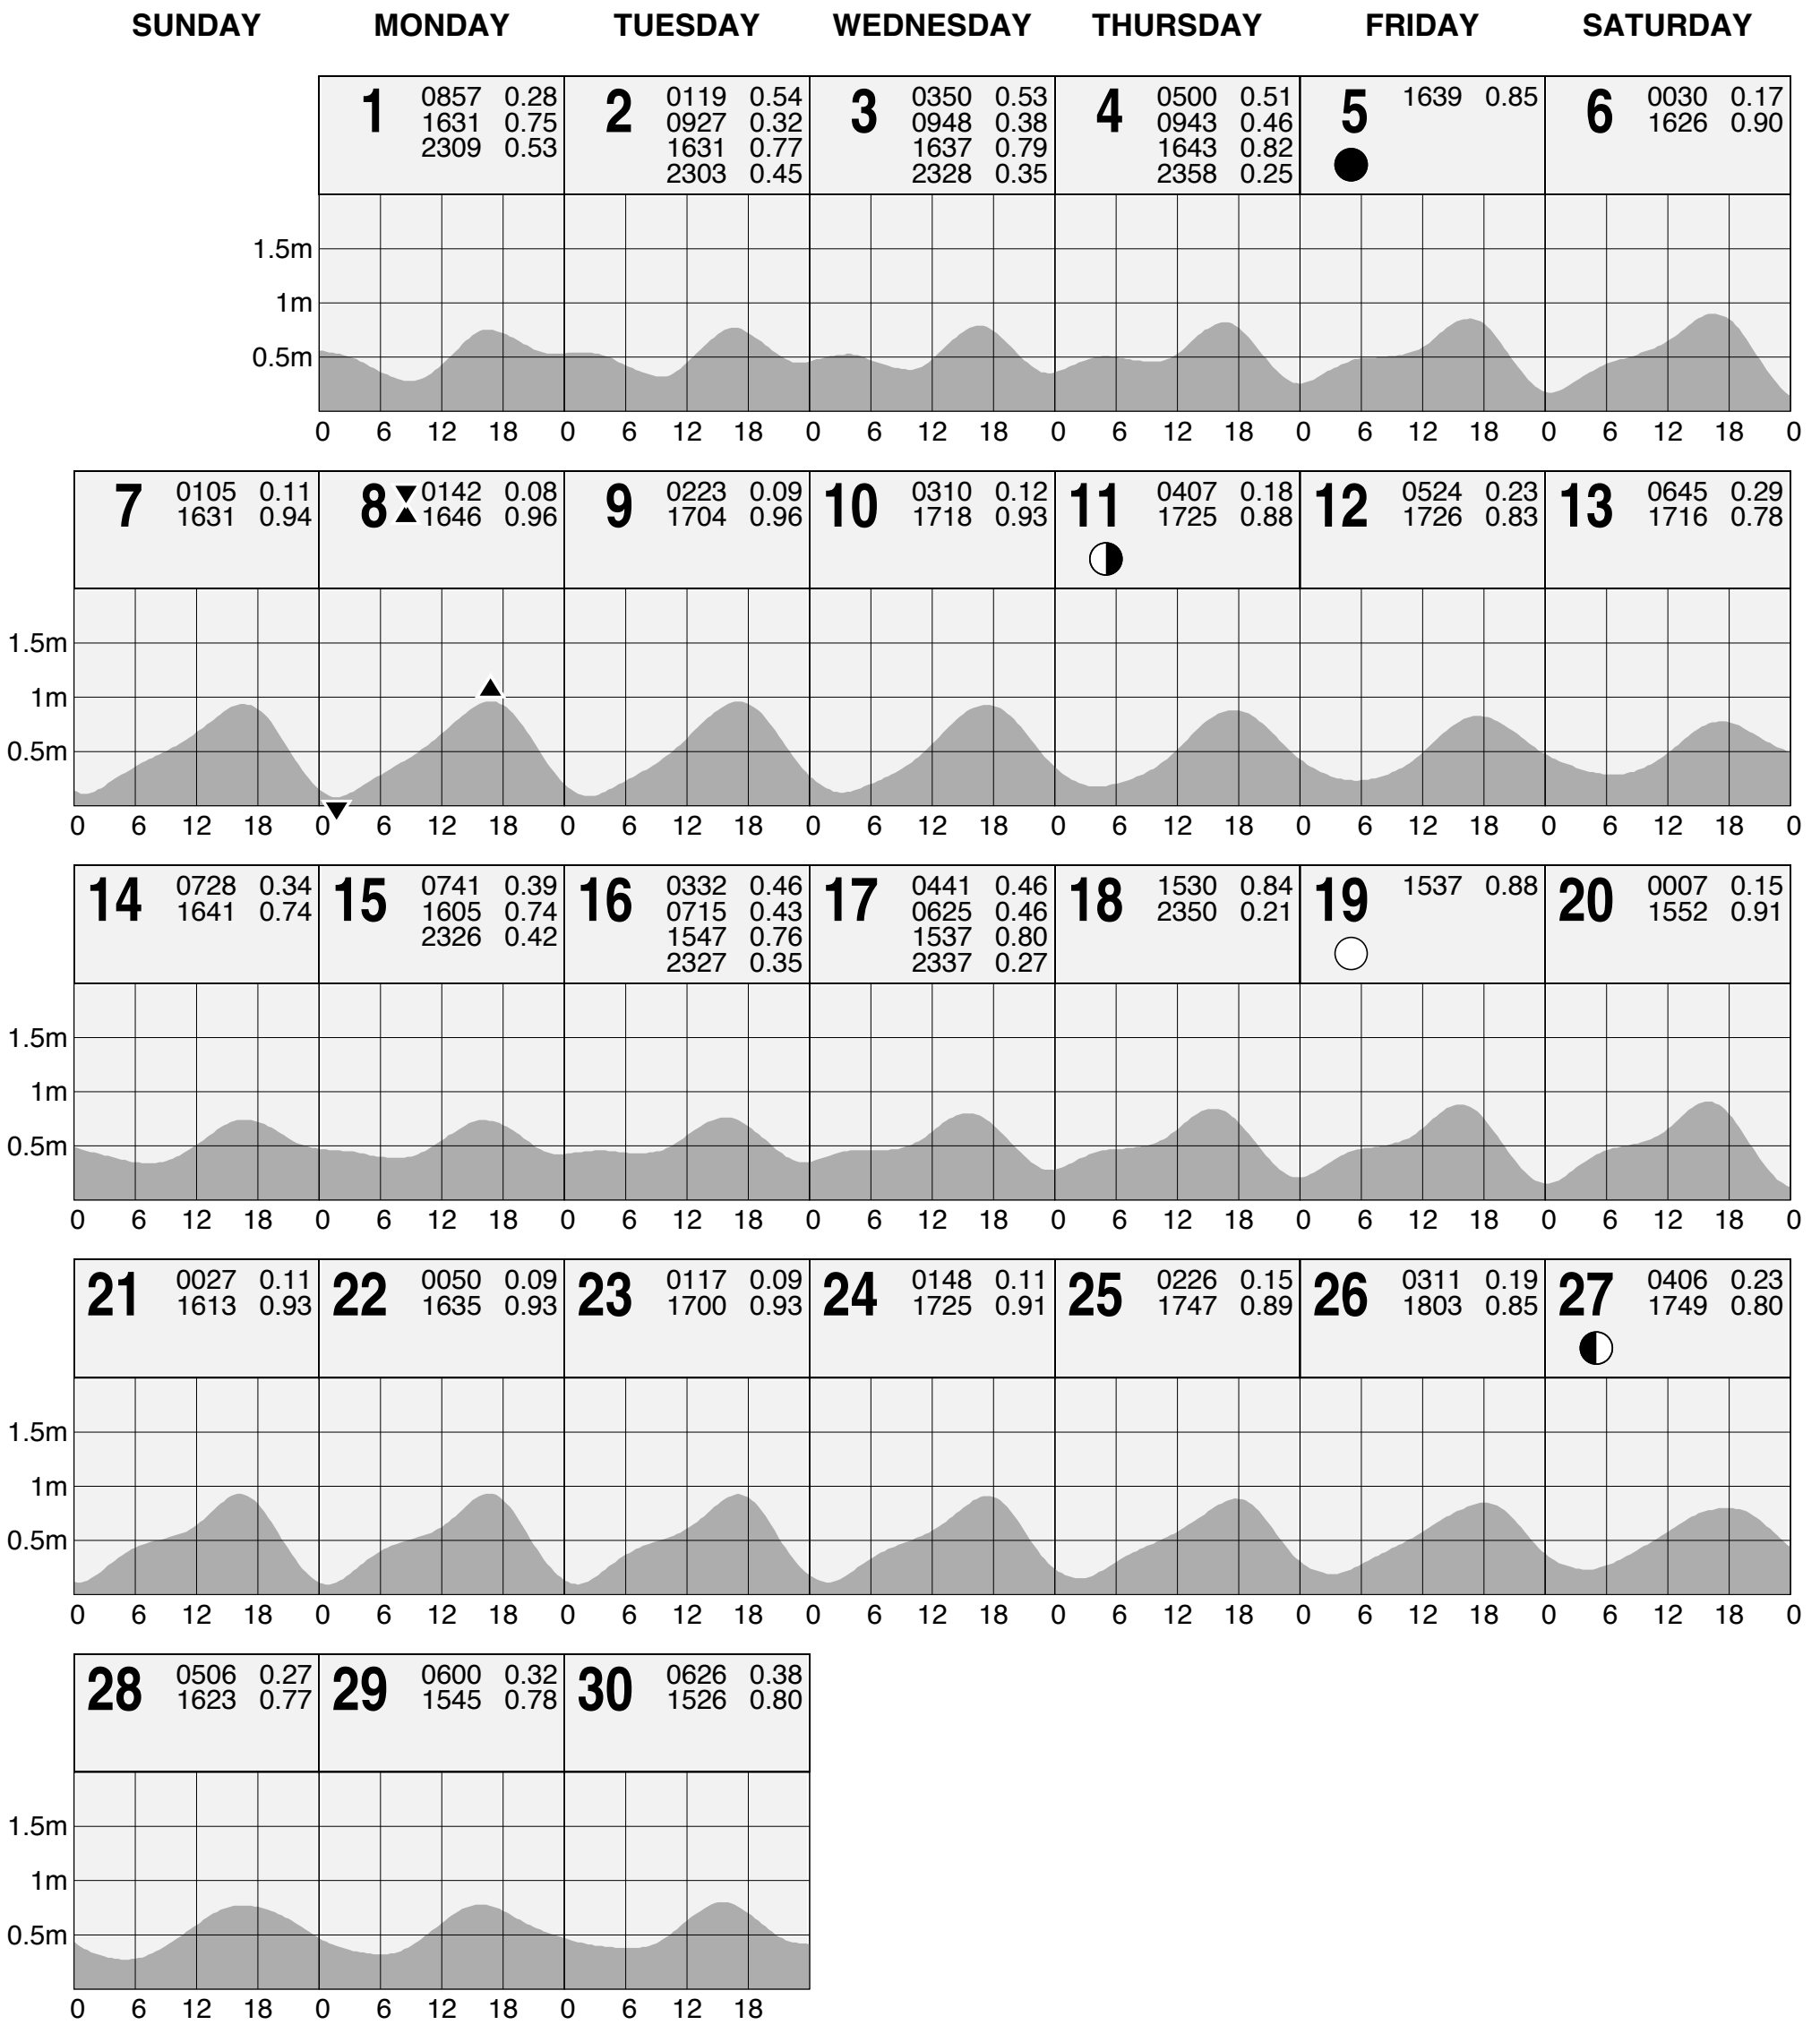 SUNDAY MONDAY TUESDAY WEDNESDAY THURSDAY FRIDAY SATURDAY
1 0857 0.28
1631 0.75
2309 0.53
2 0119 0.54
0927 0.32
1631 0.77
2303 0.45
3 0350 0.53
0948 0.38
1637 0.79
2328 0.35
4 0500 0.51
0943 0.46
1643 0.82
2358 0.25
5 1639 0.85
6 0030 0.17
1626 0.90
1.5m
1m
0.5m
0 6 12 18 0 6 12 18 0 6 12 18 0 6 12 18 0 6 12 18 0 6 12 18 0
7 0105 0.11
1631 0.94
8 0142 0.08
1646 0.96
9 0223 0.09
1704 0.96
10 0310 0.12
1718 0.93
11 0407 0.18
1725 0.88
12 0524 0.23
1726 0.83
13 0645 0.29
1716 0.78
1.5m
1m
0.5m
0 6 12 18 0 6 12 18 0 6 12 18 0 6 12 18 0 6 12 18 0 6 12 18 0 6 12 18 0
14 0728 0.34
1641 0.74
15 0741 0.39
1605 0.74
2326 0.42
16 0332 0.46
0715 0.43
1547 0.76
2327 0.35
17 0441 0.46
0625 0.46
1537 0.80
2337 0.27
18 1530 0.84
2350 0.21
19 1537 0.88
20 0007 0.15
1552 0.91
1.5m
1m
0.5m
0 6 12 18 0 6 12 18 0 6 12 18 0 6 12 18 0 6 12 18 0 6 12 18 0 6 12 18 0
21 0027 0.11
1613 0.93
22 0050 0.09
1635 0.93
23 0117 0.09
1700 0.93
24 0148 0.11
1725 0.91
25 0226 0.15
1747 0.89
26 0311 0.19
1803 0.85
27 0406 0.23
1749 0.80
1.5m
1m
0.5m
0 6 12 18 0 6 12 18 0 6 12 18 0 6 12 18 0 6 12 18 0 6 12 18 0 6 12 18 0
28 0506 0.27
1623 0.77
29 0600 0.32
1545 0.78
30 0626 0.38
1526 0.80
1.5m
1m
0.5m
0 6 12 18 0 6 12 18 0 6 12 18